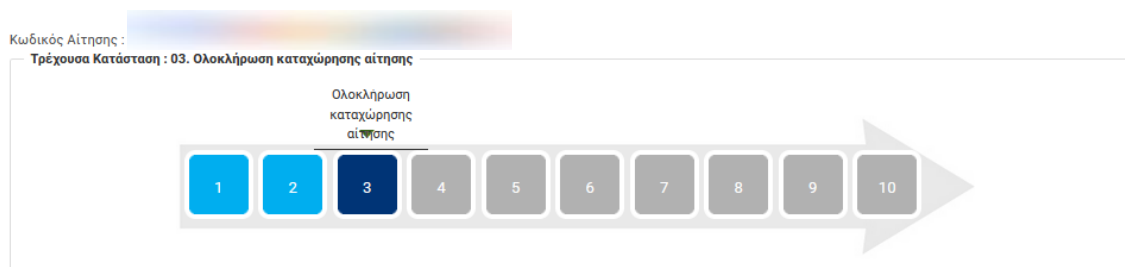 Κωδικός Αίτησης :
Τρέχουσα Κατάσταση : 03. Ολοκλήρωση καταχώρησης αίτησης
Ολοκλήρωση
καταχώρησης
αίτησης
1 2 3 4 5 6 7 8 9 10